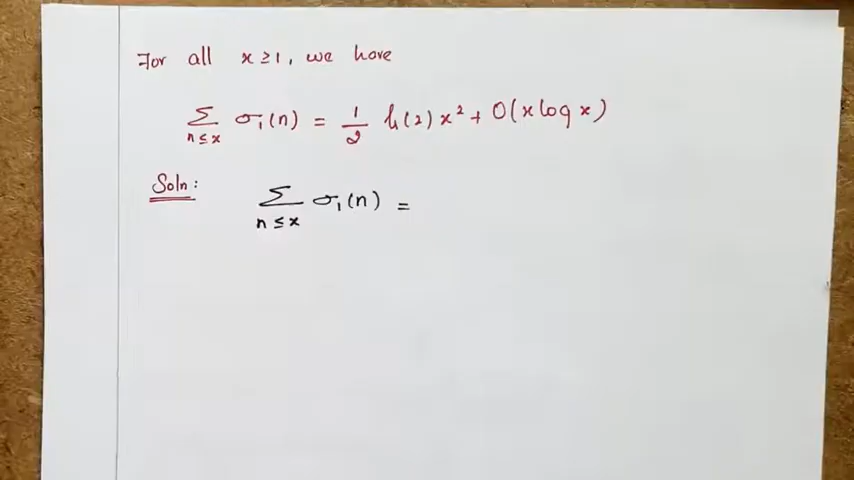 For all x ≥ 1, we have
∑ n≤x σ₁(n) = 1/2 ζ(2) x² + O(x log x)
Soln:
∑ n≤x σ₁(n) =